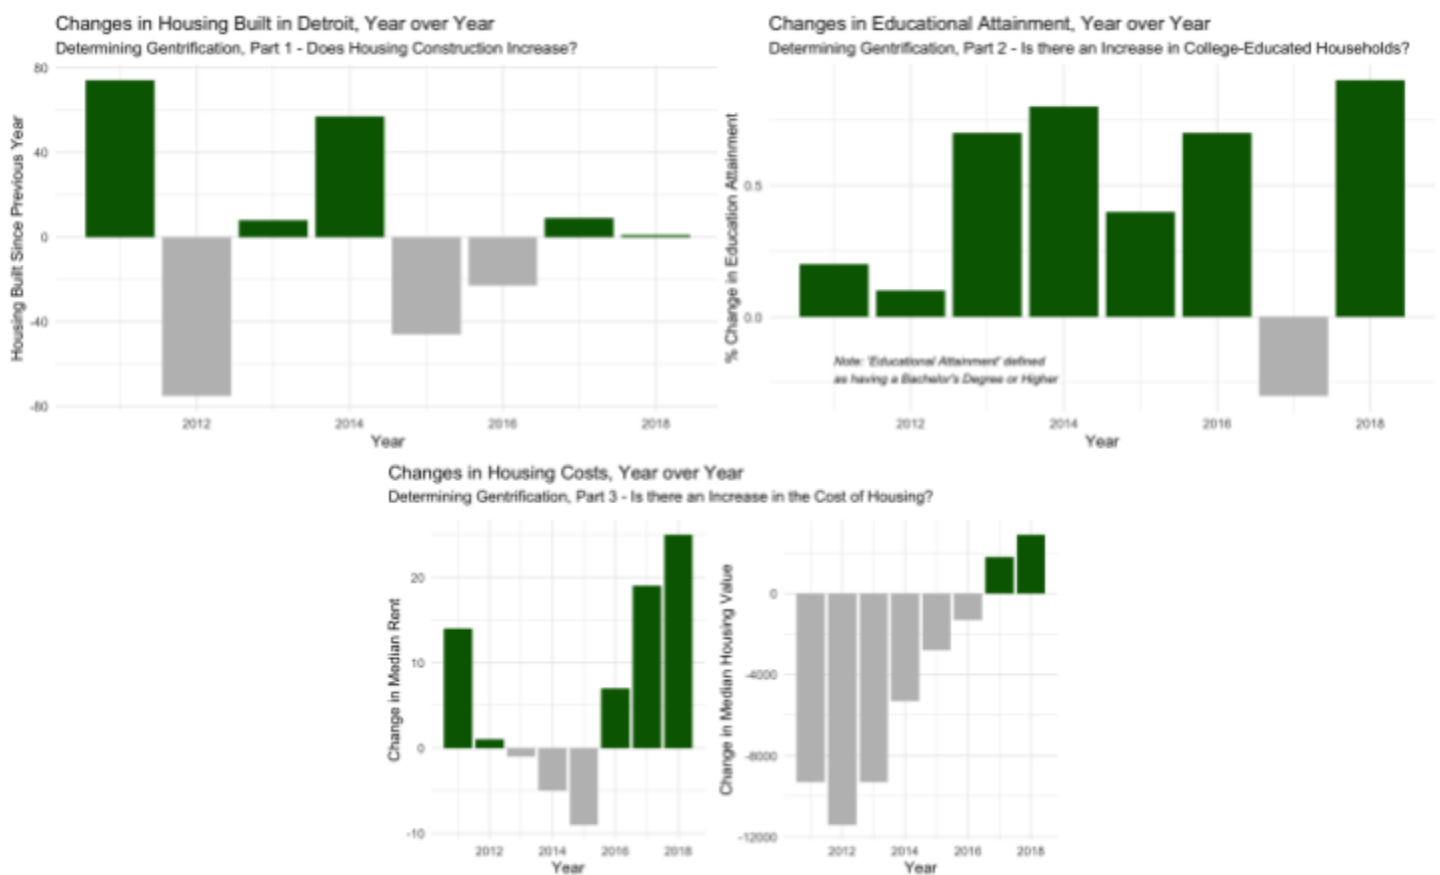 Changes in Housing Built in Detroit, Year over Year
Determining Gentrification, Part 1 - Does Housing Construction Increase?
Housing Built Since Previous Year
80
40
0
-40
-80
2012
2014
2016
2018
Year
Changes in Educational Attainment, Year over Year
Determining Gentrification, Part 2 - Is there an Increase in College-Educated Households?
% Change in Education Attainment
0.5
0.0
Note: 'Educational Attainment' defined
as having a Bachelor's Degree or Higher
2012
2014
2016
2018
Year
Changes in Housing Costs, Year over Year
Determining Gentrification, Part 3 - Is there an Increase in the Cost of Housing?
Change in Median Rent
20
10
0
-10
2012
2014
2016
2018
Year
Change in Median Housing Value
0
-4000
-8000
-12000
2012
2014
2016
2018
Year